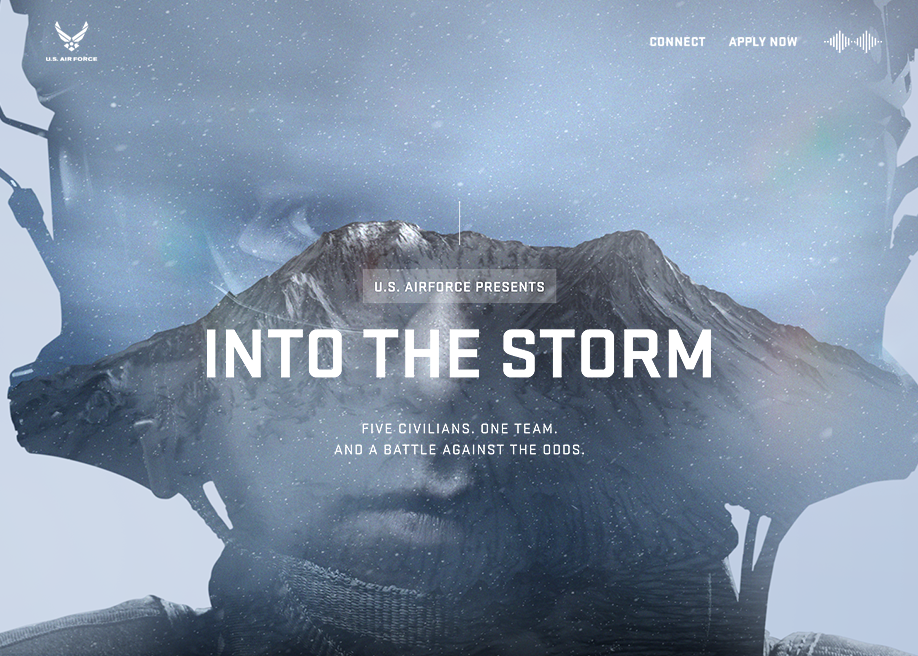 U.S. AIR FORCE
CONNECT APPLY NOW
U.S. AIRFORCE PRESENTS
INTO THE STORM
FIVE CIVILIANS. ONE TEAM.
AND A BATTLE AGAINST THE ODDS.